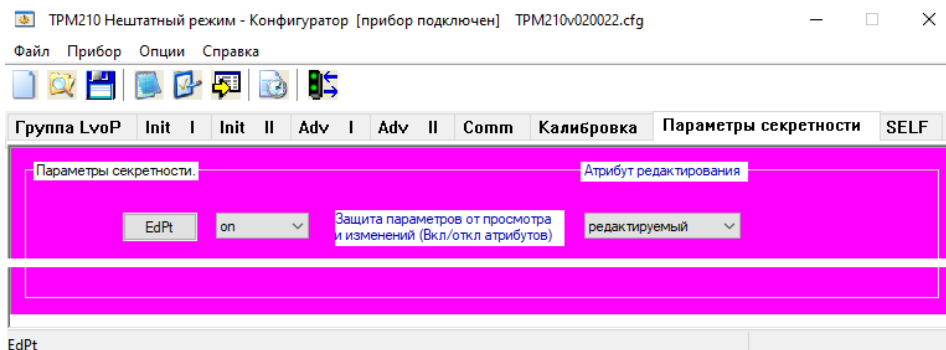 ТРМ210 Нештатный режим - Конфигуратор [прибор подключен] TPM210v020022.cfg
Файл Прибор Опции Справка
Группа LvoP Init I Init II Adv I Adv II Comm Калибровка Параметры секретности SELF
Параметры секретности. Атрибут редактирования
EdPt on Защита параметров от просмотра
и изменений (Вкл/откл атрибутов) редактируемый
EdPt